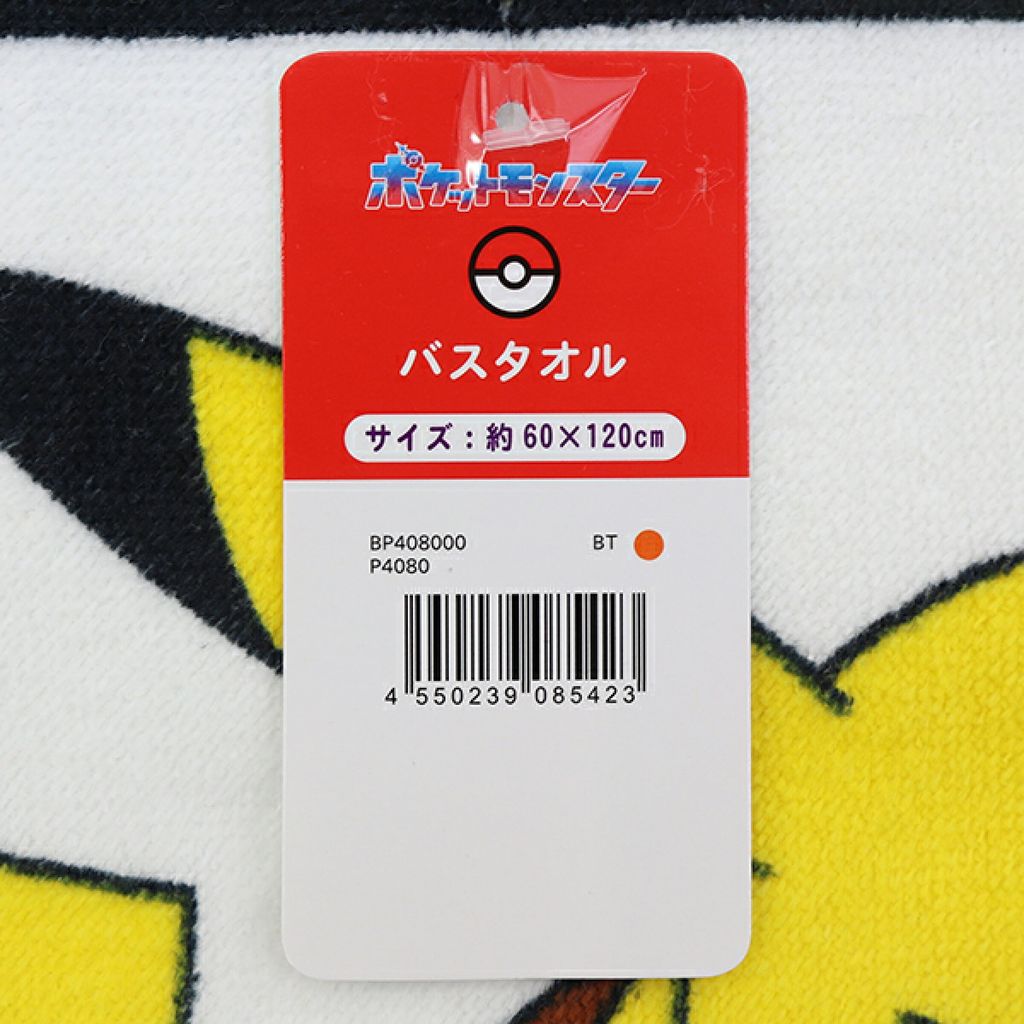 ポケットモンスター
バスタオル
サイズ：約60×120cm
BP408000 BT
P4080
4 550239 085423